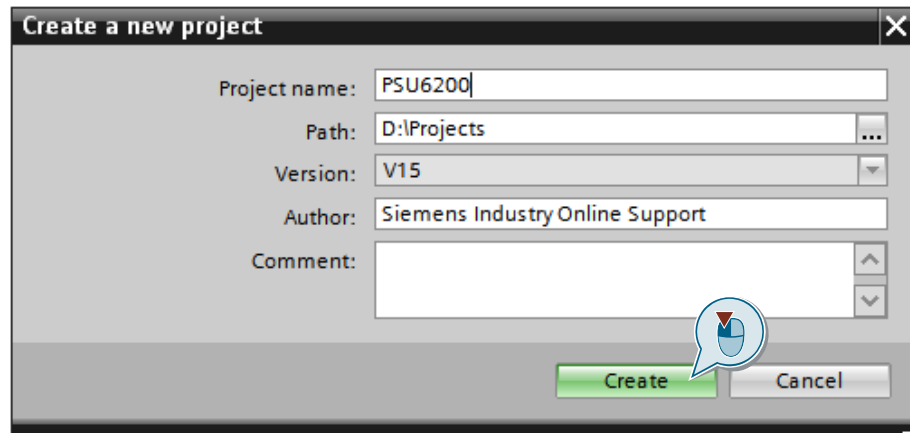 Create a new project
Project name: PSU6200
Path: D:\Projects ...
Version: V15
Author: Siemens Industry Online Support
Comment:
Create Cancel